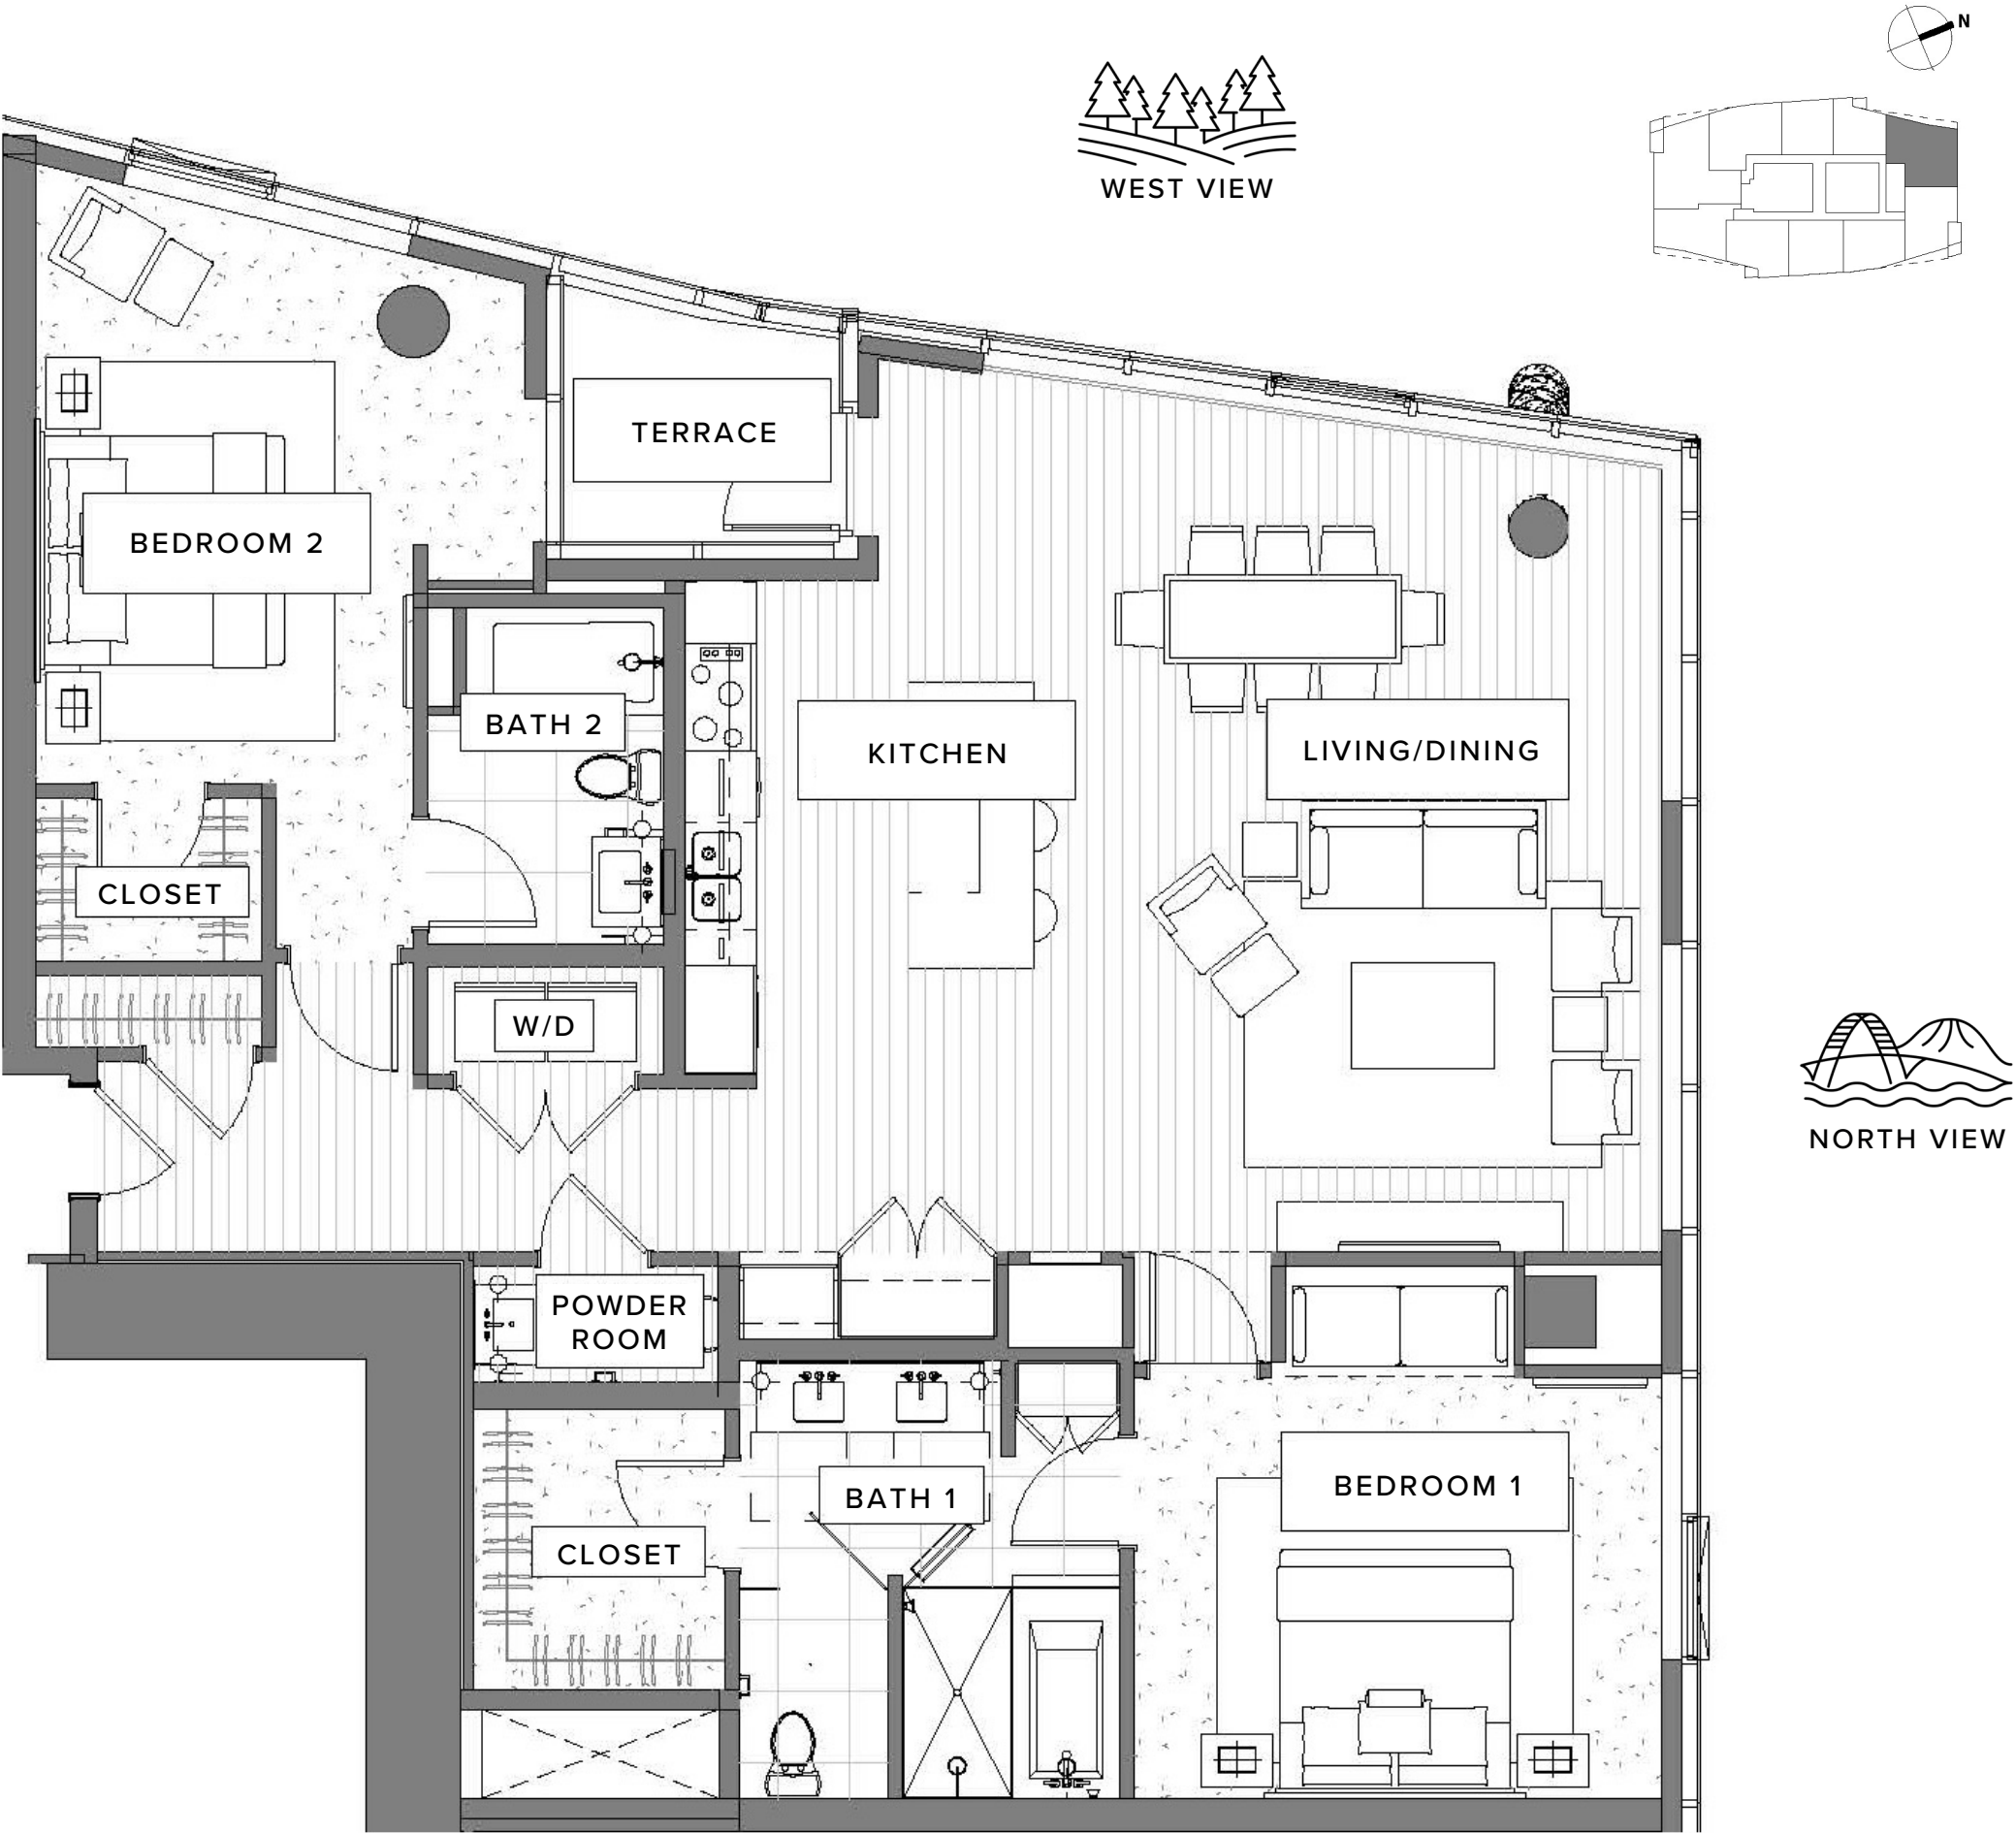 N
WEST VIEW
TERRACE
BEDROOM 2
BATH 2
KITCHEN
LIVING/DINING
CLOSET
W/D
NORTH VIEW
POWDER
ROOM
BATH 1
BEDROOM 1
CLOSET